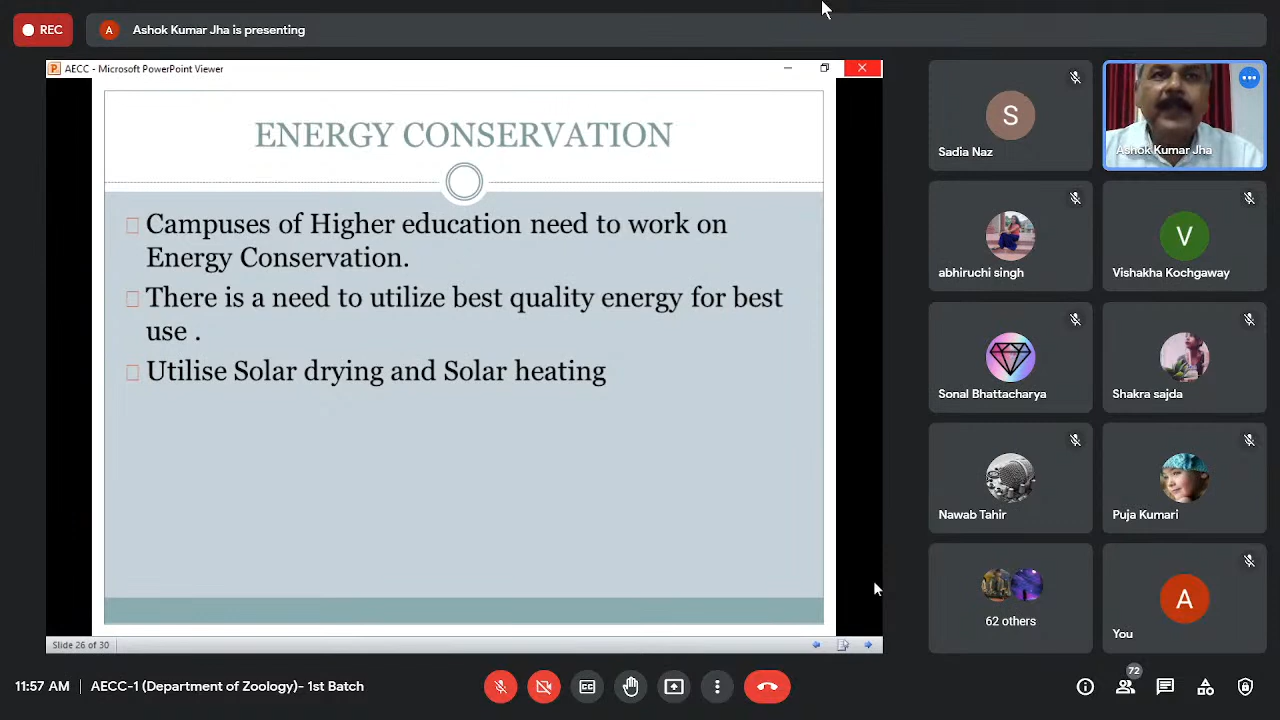 REC
A
Ashok Kumar Jha is presenting
P
AECC - Microsoft PowerPoint Viewer
ENERGY CONSERVATION
Campuses of Higher education need to work on
Energy Conservation.
There is a need to utilize best quality energy for best
use .
Utilise Solar drying and Solar heating
Slide 26 of 30
S
Sadia Naz
Ashok Kumar Jha
abhiruchi singh
V
Vishakha Kochgaway
Sonal Bhattacharya
Shakra sajda
Nawab Tahir
Puja Kumari
62 others
A
You
11:57 AM
AECC-1 (Department of Zoology)- 1st Batch
CC
72